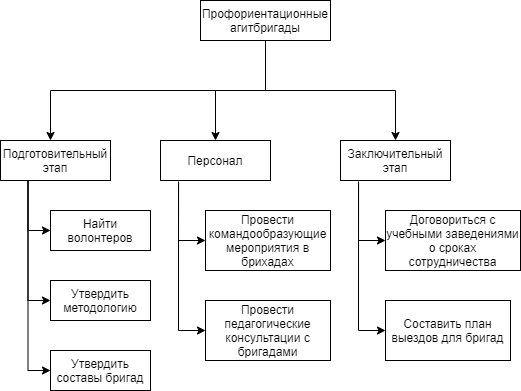 Профориентационные
агитбригады
Подготовительный
этап
Персонал
Заключительный
этап
Найти
волонтеров
Утвердить
методологию
Утвердить
составы бригад
Провести
командообразующие
мероприятия в
брихадах
Провести
педагогические
консультации с
бригадами
Договориться с
учебными заведениями
о сроках
сотрудничества
Составить план
выездов для бригад